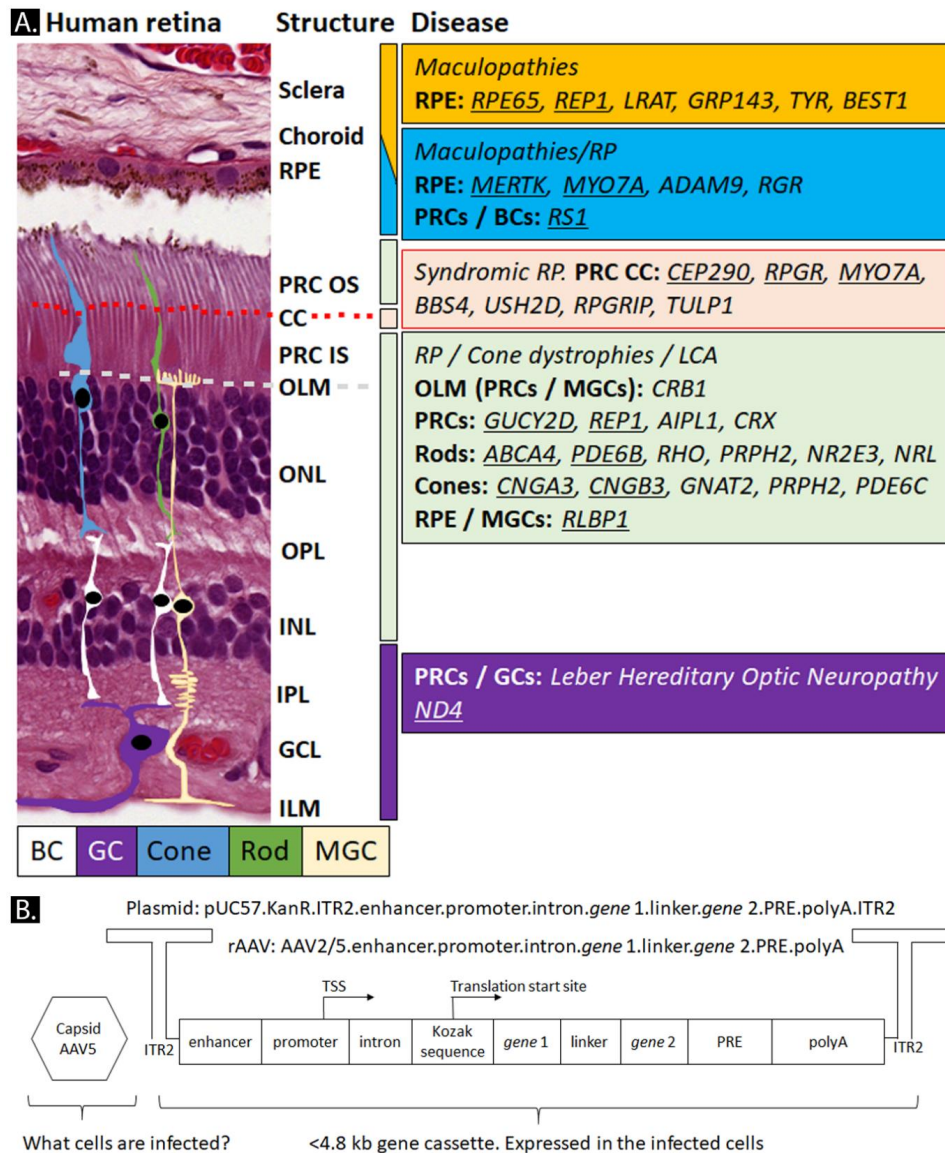 A. Human retina Structure Disease
Sclera
Choroid
RPE
PRC OS
CC
PRC IS
OLM
ONL
OPL
INL
IPL
GCL
ILM
Maculopathies
RPE: RPE65, REP1, LRAT, GRP143, TYR, BEST1
Maculopathies/RP
RPE: MERTK, MYO7A, ADAM9, RGR
PRCs / BCs: RS1
Syndromic RP. PRC CC: CEP290, RPGR, MYO7A,
BBS4, USH2D, RPGRIP, TULP1
RP / Cone dystrophies / LCA
OLM (PRCs / MGCs): CRB1
PRCs: GUCY2D, REP1, AIPL1, CRX
Rods: ABCA4, PDE6B, RHO, PRPH2, NR2E3, NRL
Cones: CNGA3, CNGB3, GNAT2, PRPH2, PDE6C
RPE / MGCs: RLBP1
PRCs / GCs: Leber Hereditary Optic Neuropathy
ND4
BC GC Cone Rod MGC
B.
Plasmid: pUC57.KanR.ITR2.enhancer.promoter.intron.gene 1.linker.gene 2.PRE.polyA.ITR2
rAAV: AAV2/5.enhancer.promoter.intron.gene 1.linker.gene 2.PRE.polyA
TSS
Translation start site
Capsid
AAV5
ITR2
enhancer promoter intron Kozak sequence gene 1 linker gene 2 PRE polyA
ITR2
What cells are infected?
<4.8 kb gene cassette. Expressed in the infected cells